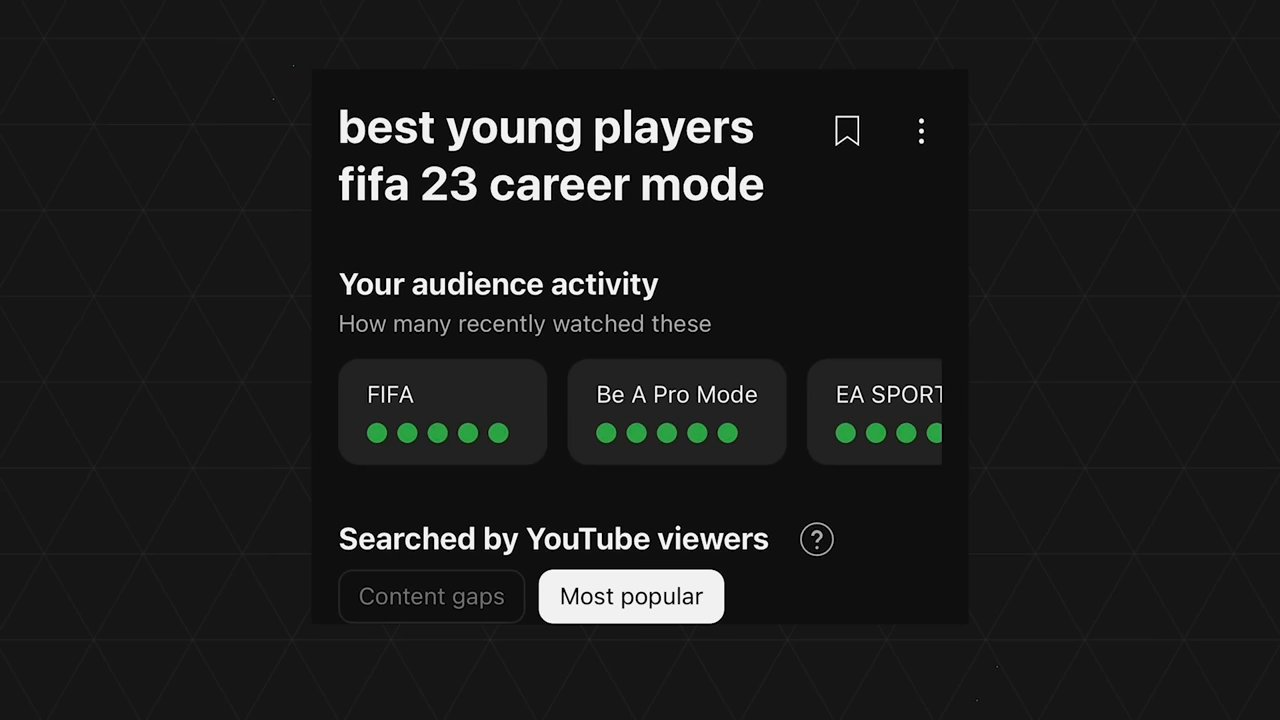 best young players
fifa 23 career mode
Your audience activity
How many recently watched these
FIFA
Be A Pro Mode
EA SPORT
Searched by YouTube viewers
?
Content gaps
Most popular